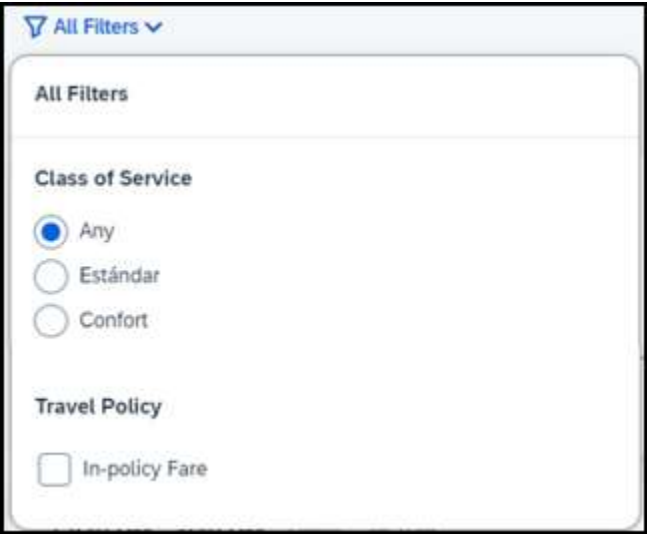 All Filters
All Filters
Class of Service
Any
Estándar
Confort
Travel Policy
In-policy Fare